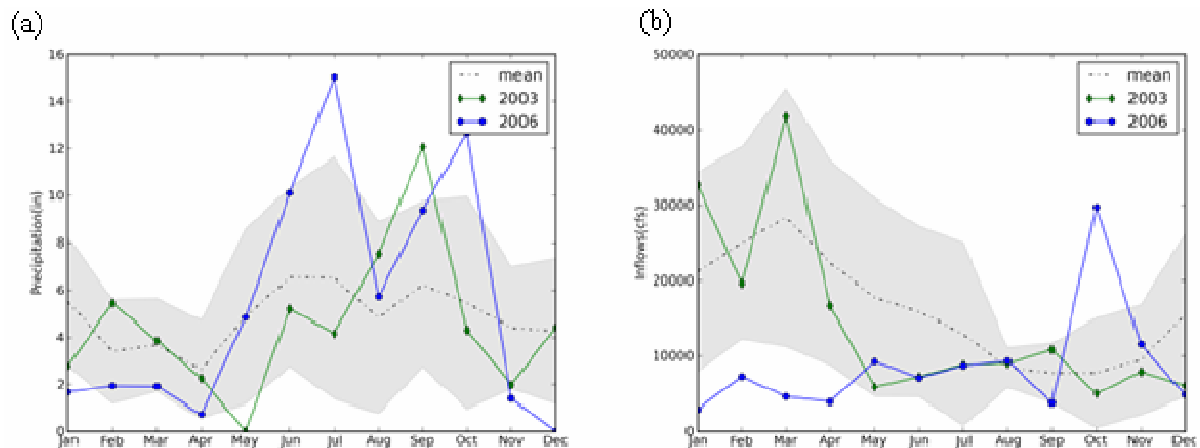 (a)
16
14
12
10
8
6
4
2
0
Precipitation(in)
mean
2003
2006
Jan Feb Mar Apr May Jun Jul Aug Sep Oct Nov Dec
(b)
50000
40000
30000
20000
10000
0
Inflows(cfs)
mean
2003
2006
Jan Feb Mar Apr May Jun Jul Aug Sep Oct Nov Dec